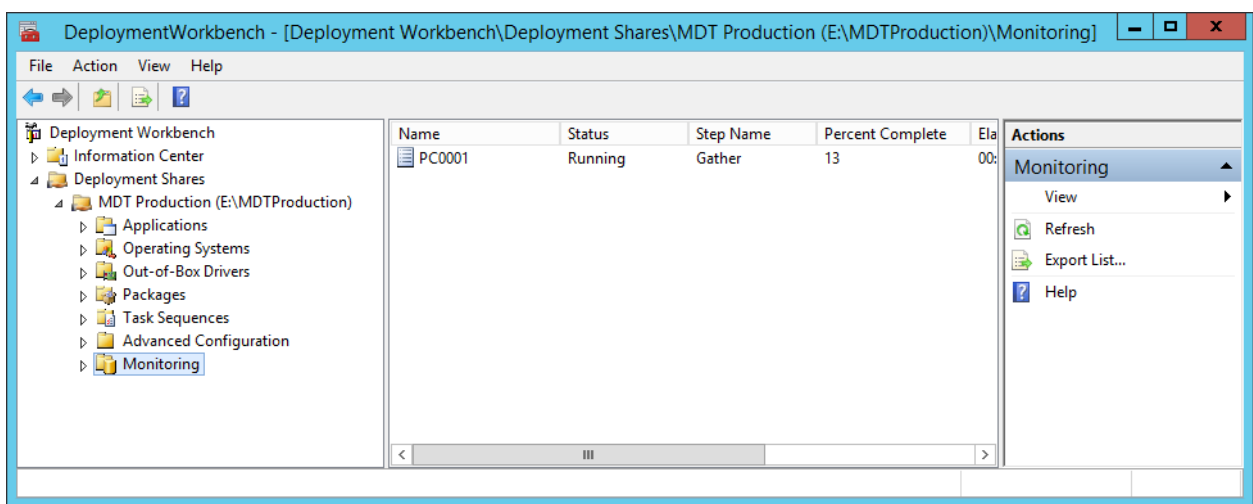 DeploymentWorkbench - [Deployment Workbench\Deployment Shares\MDT Production (E:\MDTProduction)\Monitoring]
File Action View Help
Deployment Workbench
Information Center
Deployment Shares
MDT Production (E:\MDTProduction)
Applications
Operating Systems
Out-of-Box Drivers
Packages
Task Sequences
Advanced Configuration
Monitoring
Name Status Step Name Percent Complete Ela
PC0001 Running Gather 13 00:
Actions
Monitoring
View
Refresh
Export List...
Help